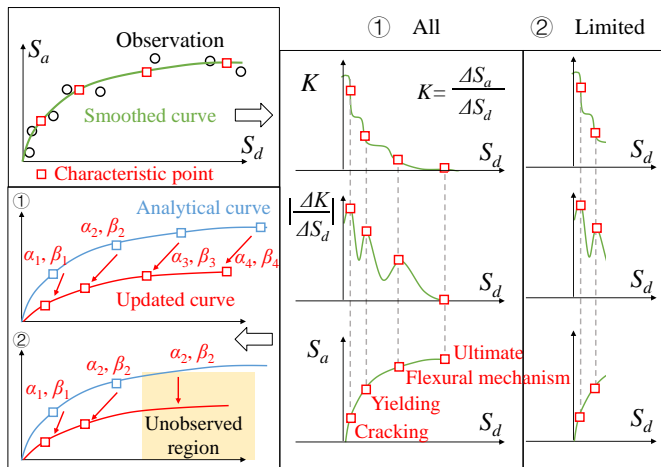 S_a
Observation
Smoothed curve
S_d
Characteristic point
① All
K
K= ΔS_a
ΔS_d
S_d
|ΔK
ΔS_d|
S_d
S_a
Ultimate
Flexural mechanism
Yielding
Cracking
S_d
② Limited
S_d
S_d
S_d
①
Analytical curve
α₁, β₁
α₂, β₂
α₃, β₃
α₄, β₄
Updated curve
②
α₁, β₁
α₂, β₂
α₂, β₂
Unobserved
region